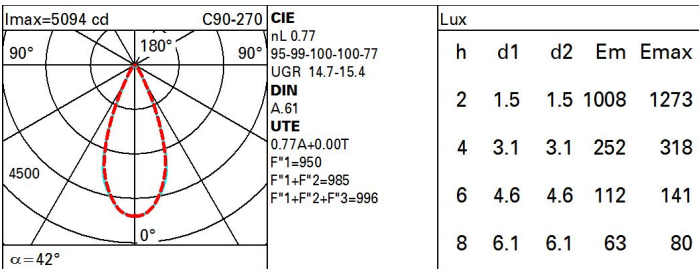 Imax=5094 cd C90-270
90° 180° 90°
4500
0°
α=42°
CIE
nL 0.77
95-99-100-100-77
UGR 14.7-15.4
DIN
A.61
UTE
0.77A+0.00T
F"1=950
F"1+F"2=985
F"1+F"2+F"3=996
Lux
h d1 d2 Em Emax
2 1.5 1.5 1008 1273
4 3.1 3.1 252 318
6 4.6 4.6 112 141
8 6.1 6.1 63 80